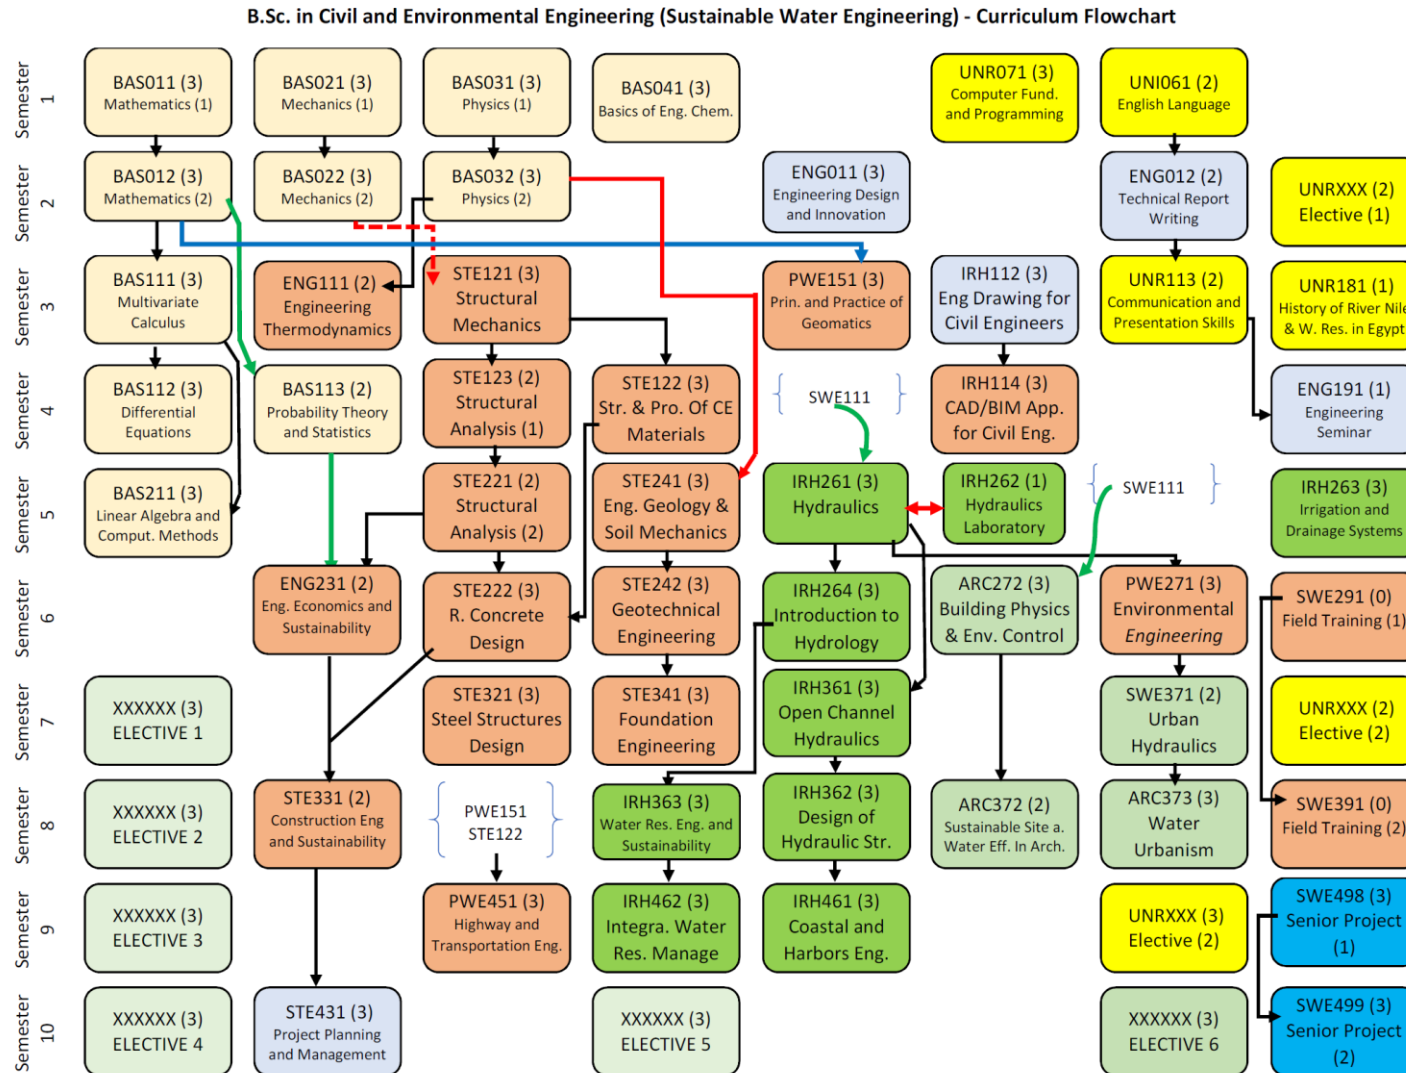 B.Sc. in Civil and Environmental Engineering (Sustainable Water Engineering) - Curriculum Flowchart
Semester
1
BAS011 (3)
Mathematics (1)
BAS021 (3)
Mechanics (1)
BAS031 (3)
Physics (1)
BAS041 (3)
Basics of Eng. Chem.
UNR071 (3)
Computer Fund.
and Programming
UNI061 (2)
English Language
Semester
2
BAS012 (3)
Mathematics (2)
BAS022 (3)
Mechanics (2)
BAS032 (3)
Physics (2)
ENG011 (3)
Engineering Design
and Innovation
ENG012 (2)
Technical Report
Writing
UNRXXX (2)
Elective (1)
Semester
3
BAS111 (3)
Multivariate
Calculus
ENG111 (2)
Engineering
Thermodynamics
STE121 (3)
Structural
Mechanics
PWE151 (3)
Prin. and Practice of
Geomatics
IRH112 (3)
Eng Drawing for
Civil Engineers
UNR113 (2)
Communication and
Presentation Skills
UNR181 (1)
History of River Nile
& W. Res. in Egypt
Semester
4
BAS112 (3)
Differential
Equations
BAS113 (2)
Probability Theory
and Statistics
STE123 (2)
Structural
Analysis (1)
STE122 (3)
Str. & Pro. Of CE
Materials
SWE111
IRH114 (3)
CAD/BIM App.
for Civil Eng.
ENG191 (1)
Engineering
Seminar
Semester
5
BAS211 (3)
Linear Algebra and
Comput. Methods
STE221 (2)
Structural
Analysis (2)
STE241 (3)
Eng. Geology &
Soil Mechanics
IRH261 (3)
Hydraulics
IRH262 (1)
Hydraulics
Laboratory
SWE111
IRH263 (3)
Irrigation and
Drainage Systems
Semester
6
ENG231 (2)
Eng. Economics and
Sustainability
STE222 (3)
R. Concrete
Design
STE242 (3)
Geotechnical
Engineering
IRH264 (3)
Introduction to
Hydrology
ARC272 (3)
Building Physics
& Env. Control
PWE271 (3)
Environmental
Engineering
SWE291 (0)
Field Training (1)
Semester
7
XXXXXX (3)
ELECTIVE 1
STE321 (3)
Steel Structures
Design
STE341 (3)
Foundation
Engineering
IRH361 (3)
Open Channel
Hydraulics
SWE371 (2)
Urban
Hydraulics
UNRXXX (2)
Elective (2)
Semester
8
XXXXXX (3)
ELECTIVE 2
STE331 (2)
Construction Eng
and Sustainability
PWE151
STE122
IRH363 (3)
Water Res. Eng. and
Sustainability
IRH362 (3)
Design of
Hydraulic Str.
ARC372 (2)
Sustainable Site a.
Water Eff. In Arch.
ARC373 (3)
Water
Urbanism
SWE391 (0)
Field Training (2)
Semester
9
XXXXXX (3)
ELECTIVE 3
PWE451 (3)
Highway and
Transportation Eng.
IRH462 (3)
Integra. Water
Res. Manage
IRH461 (3)
Coastal and
Harbors Eng.
UNRXXX (3)
Elective (2)
SWE498 (3)
Senior Project
(1)
Semester
10
XXXXXX (3)
ELECTIVE 4
STE431 (3)
Project Planning
and Management
XXXXXX (3)
ELECTIVE 5
XXXXXX (3)
ELECTIVE 6
SWE499 (3)
Senior Project
(2)